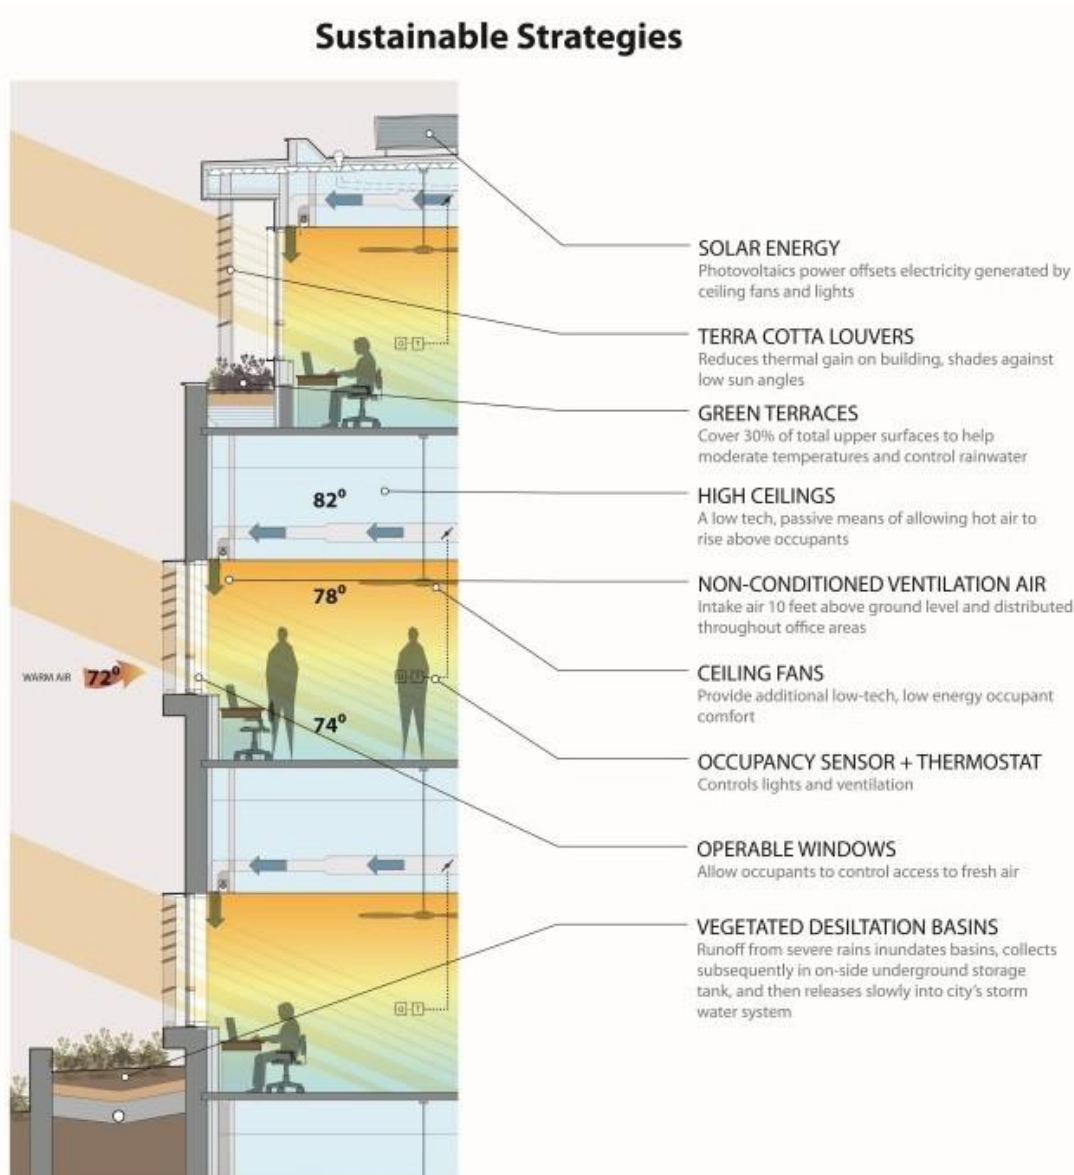 Sustainable Strategies
SOLAR ENERGY
Photovoltaics power offsets electricity generated by
ceiling fans and lights
TERRA COTTA LOUVERS
Reduces thermal gain on building, shades against
low sun angles
GREEN TERRACES
Cover 30% of total upper surfaces to help
moderate temperatures and control rainwater
HIGH CEILINGS
A low tech, passive means of allowing hot air to
rise above occupants
NON-CONDITIONED VENTILATION AIR
Intake air 10 feet above ground level and distributed
throughout office areas
CEILING FANS
Provide additional low-tech, low energy occupant
comfort
OCCUPANCY SENSOR + THERMOSTAT
Controls lights and ventilation
OPERABLE WINDOWS
Allow occupants to control access to fresh air
VEGETATED DESILTATION BASINS
Runoff from severe rains inundates basins, collects
subsequently in on-side underground storage
tank, and then releases slowly into city's storm
water system
O T
82⁰
78⁰
WARM AIR 72⁰
O T
74⁰
O T